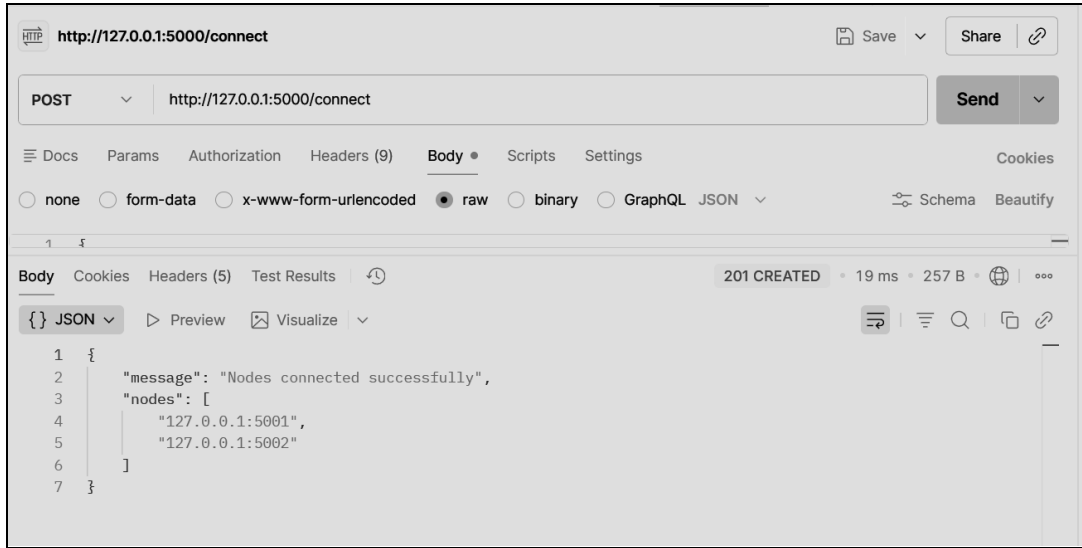 HTTP http://127.0.0.1:5000/connect Save Share
POST http://127.0.0.1:5000/connect Send
Docs Params Authorization Headers (9) Body Scripts Settings Cookies
none form-data x-www-form-urlencoded raw binary GraphQL JSON Schema Beautify
1 {
Body Cookies Headers (5) Test Results 201 CREATED • 19 ms • 257 B •
{} JSON Preview Visualize
1 {
2 "message": "Nodes connected successfully",
3 "nodes": [
4 "127.0.0.1:5001",
5 "127.0.0.1:5002"
6 ]
7 }